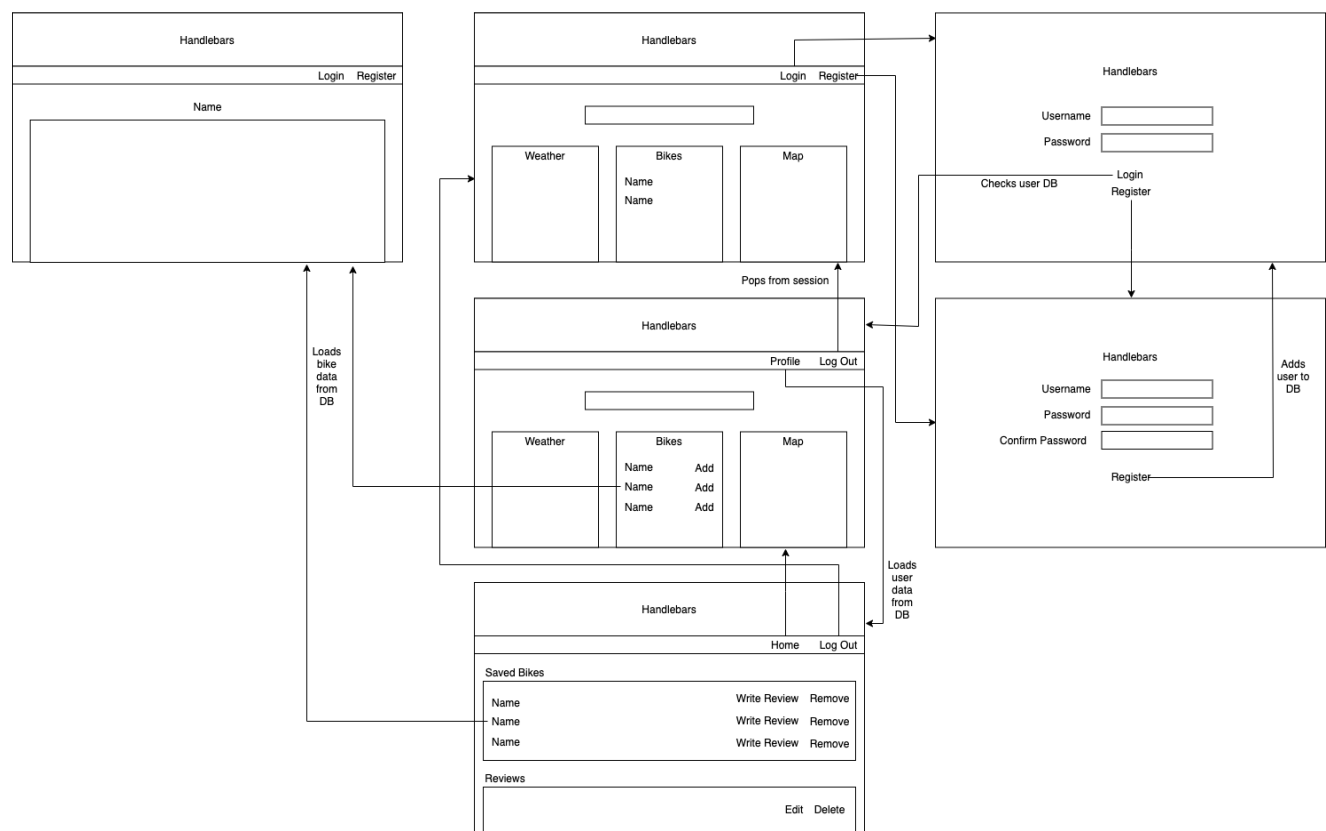 Handlebars
Login Register
Name
Handlebars
Login Register
Weather
Bikes
Map
Name
Name
Handlebars
Username
Password
Login
Register
Checks user DB
Pops from session
Loads
bike
data
from
DB
Handlebars
Profile Log Out
Weather
Bikes
Map
Name Add
Name Add
Name Add
Handlebars
Username
Password
Confirm Password
Register
Adds
user to
DB
Loads
user
data
from
DB
Handlebars
Home Log Out
Saved Bikes
Name Write Review Remove
Name Write Review Remove
Name Write Review Remove
Reviews
Edit Delete